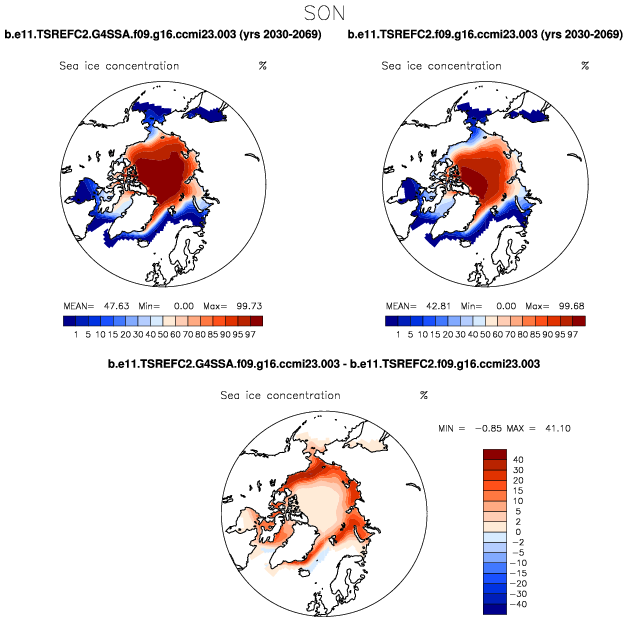 SON
b.e11.TSREFC2.G4SSA.f09.g16.ccmi23.003 (yrs 2030-2069)
b.e11.TSREFC2.f09.g16.ccmi23.003 (yrs 2030-2069)
Sea ice concentration %
Sea ice concentration %
MEAN= 47.63 Min= 0.00 Max= 99.73
MEAN= 42.81 Min= 0.00 Max= 99.68
1 5 10 15 20 30 40 50 60 70 80 85 90 95 97
1 5 10 15 20 30 40 50 60 70 80 85 90 95 97
b.e11.TSREFC2.G4SSA.f09.g16.ccmi23.003 - b.e11.TSREFC2.f09.g16.ccmi23.003
Sea ice concentration %
MIN = -0.85 MAX = 41.10
40
30
20
15
10
5
2
0
-2
-5
-10
-15
-20
-30
-40